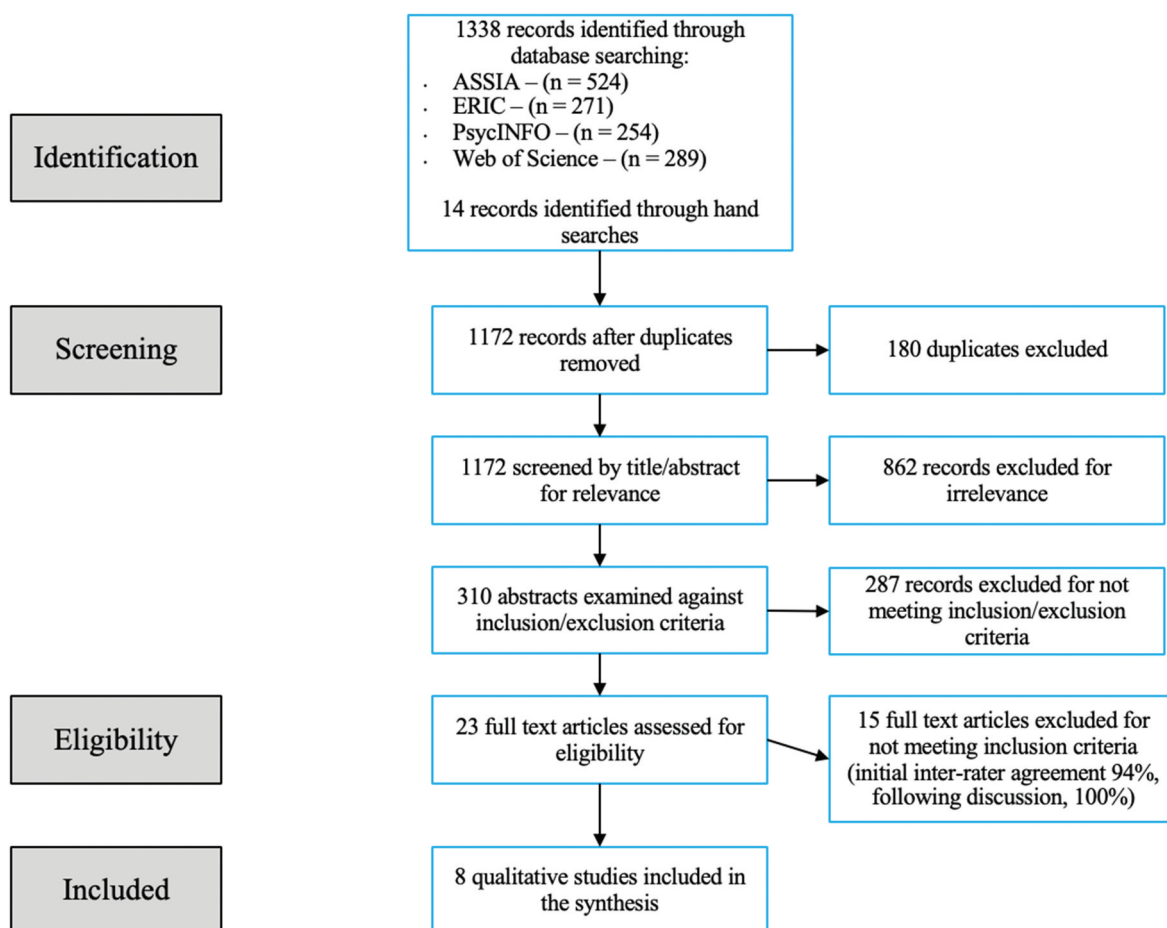 1338 records identified through
database searching:
· ASSIA – (n = 524)
· ERIC – (n = 271)
· PsycINFO – (n = 254)
· Web of Science – (n = 289)
14 records identified through hand
searches
Identification
Screening
1172 records after duplicates
removed
180 duplicates excluded
1172 screened by title/abstract
for relevance
862 records excluded for
irrelevance
310 abstracts examined against
inclusion/exclusion criteria
287 records excluded for not
meeting inclusion/exclusion
criteria
Eligibility
23 full text articles assessed for
eligibility
15 full text articles excluded for
not meeting inclusion criteria
(initial inter-rater agreement 94%,
following discussion, 100%)
Included
8 qualitative studies included in
the synthesis